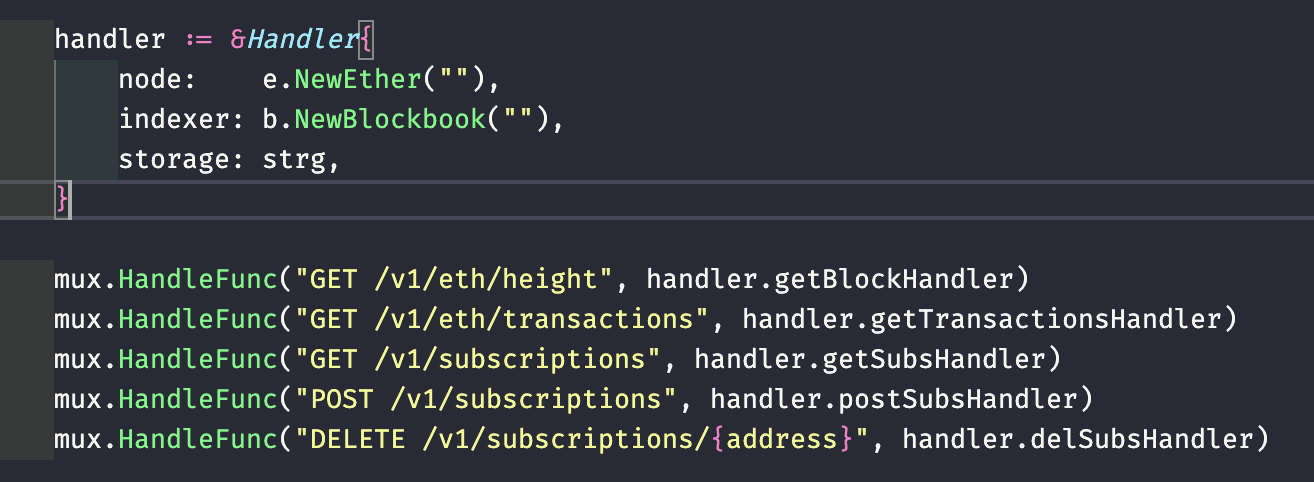 handler := &Handler{
    node:    e.NewEther(""),
    indexer: b.NewBlockbook(""),
    storage: strg,
}
mux.HandleFunc("GET /v1/eth/height", handler.getBlockHandler)
mux.HandleFunc("GET /v1/eth/transactions", handler.getTransactionsHandler)
mux.HandleFunc("GET /v1/subscriptions", handler.getSubsHandler)
mux.HandleFunc("POST /v1/subscriptions", handler.postSubsHandler)
mux.HandleFunc("DELETE /v1/subscriptions/{address}", handler.delSubsHandler)